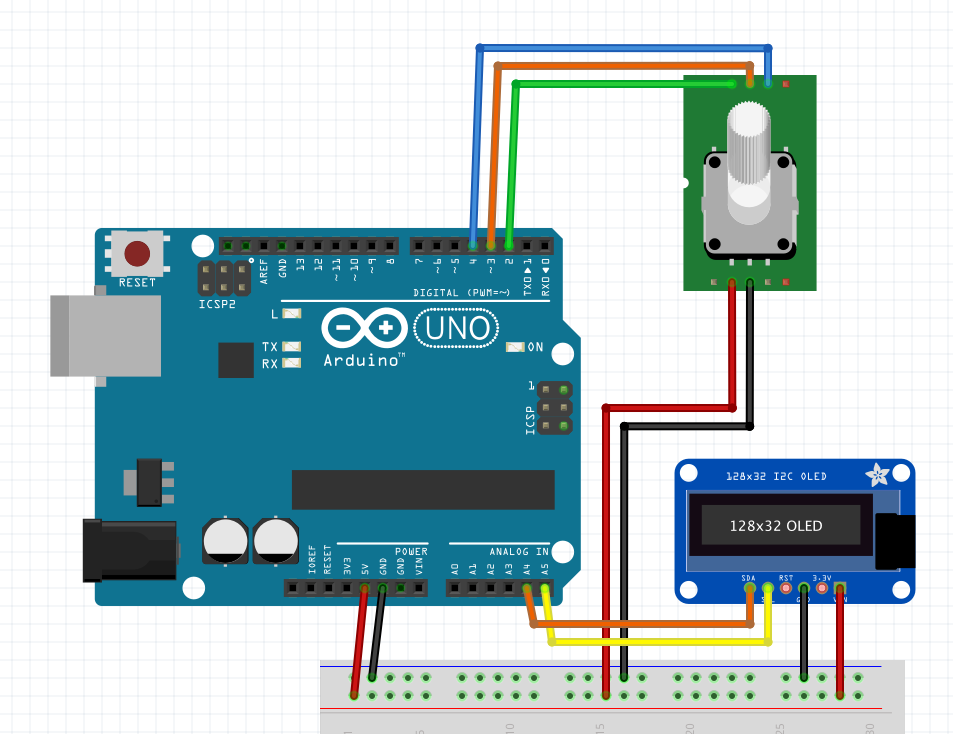 RESET
ICSP2
AREF
GND
13
12
~11
~10
~9
8
7
~6
~5
4
~3
2
TX0▶1
RX0◀0
DIGITAL (PWM=~)
L
TX
RX
UNO
Arduino™
ON
1
ICSP
128x32 I2C OLED
128x32 OLED
SDA
RST
3.3V
POWER
ANALOG IN
IOREF
RESET
3V3
5V
GND
GND
VIN
A0
A1
A2
A3
A4
A5
1
5
10
15
20
25
30